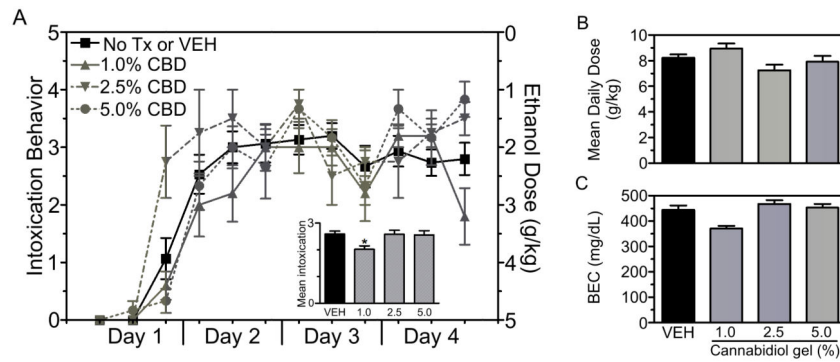 A
5
4
3
2
1
0
Intoxication Behavior
No Tx or VEH
1.0% CBD
2.5% CBD
5.0% CBD
0
1
2
3
4
5
Ethanol Dose (g/kg)
Day 1 Day 2 Day 3 Day 4
3
0
Mean intoxication
*
VEH 1.0 2.5 5.0
B
10
8
6
4
2
0
Mean Daily Dose
(g/kg)
C
500
400
300
200
100
0
BEC (mg/dL)
VEH 1.0 2.5 5.0
Cannabidiol gel (%)